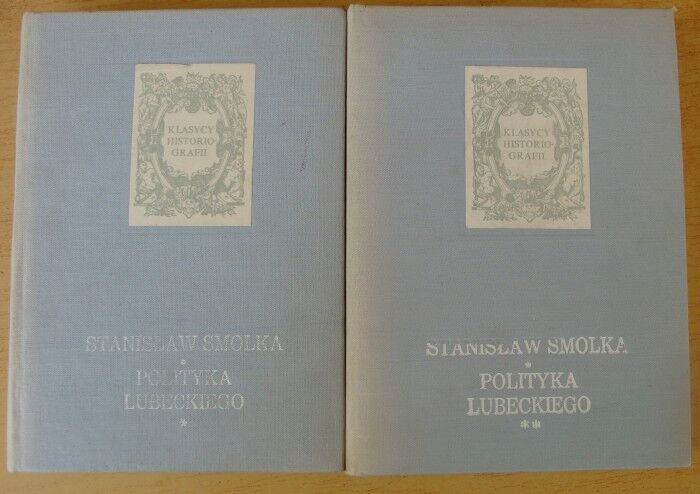 KLASYCY
HISTORIO-
GRAFII
STANISŁAW SMOLKA
*
POLITYKA
LUBECKIEGO
*
KLASYCY
HISTORIO-
GRAFII
STANISŁAW SMOLKA
*
POLITYKA
LUBECKIEGO
**